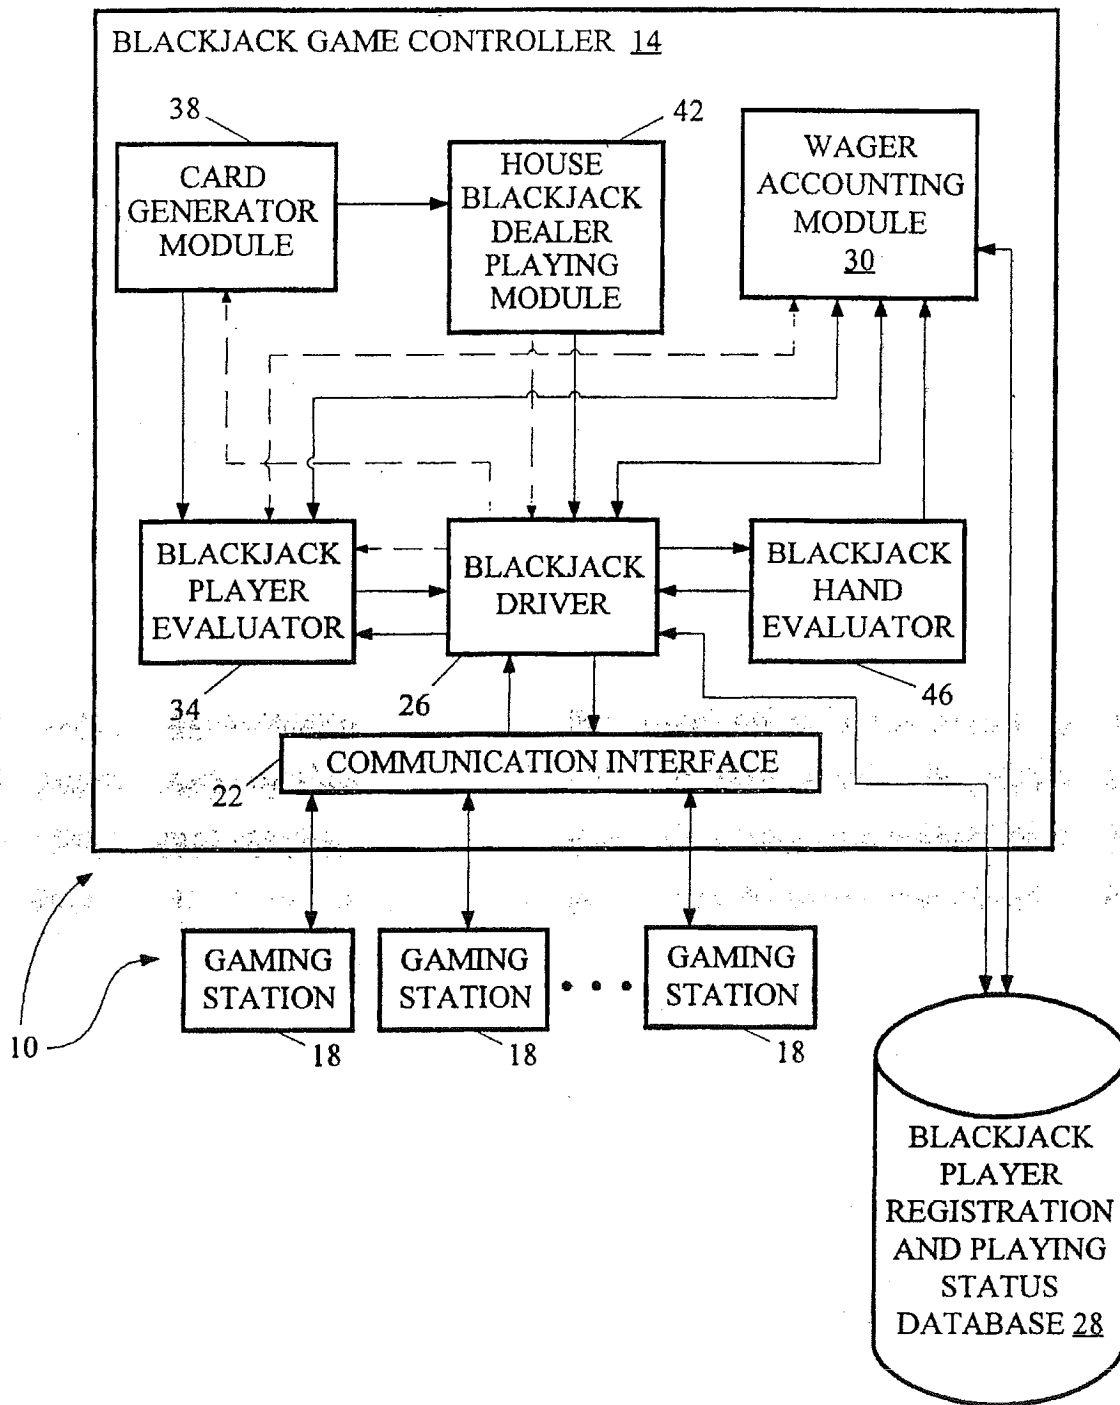 BLACKJACK GAME CONTROLLER 14
38
42
CARD
GENERATOR
MODULE
HOUSE
BLACKJACK
DEALER
PLAYING
MODULE
WAGER
ACCOUNTING
MODULE
30
BLACKJACK
PLAYER
EVALUATOR
BLACKJACK
DRIVER
BLACKJACK
HAND
EVALUATOR
34
26
46
COMMUNICATION INTERFACE
22
GAMING
STATION
GAMING
STATION
GAMING
STATION
10
18
18
18
BLACKJACK
PLAYER
REGISTRATION
AND PLAYING
STATUS
DATABASE 28